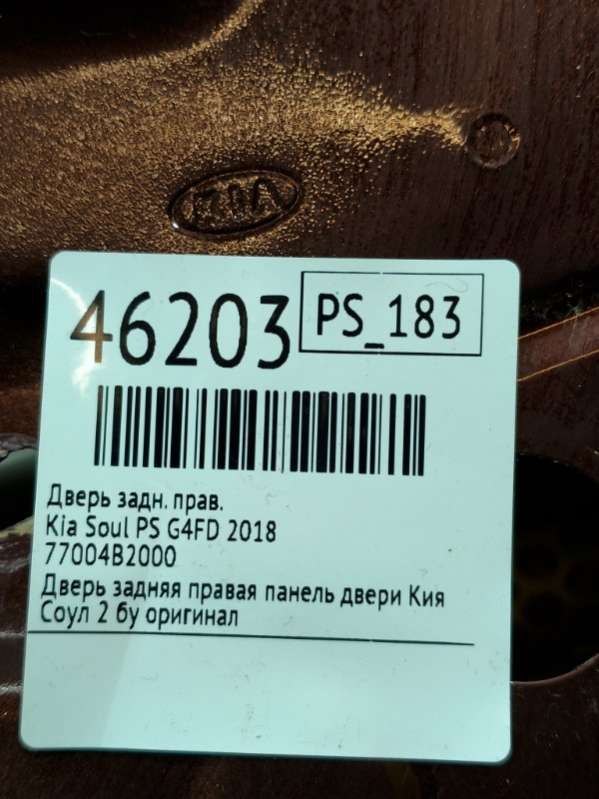 KIA
46203
PS_183
Дверь задн. прав.
Kia Soul PS G4FD 2018
77004B2000
Дверь задняя правая панель двери Кия
Соул 2 бу оригинал